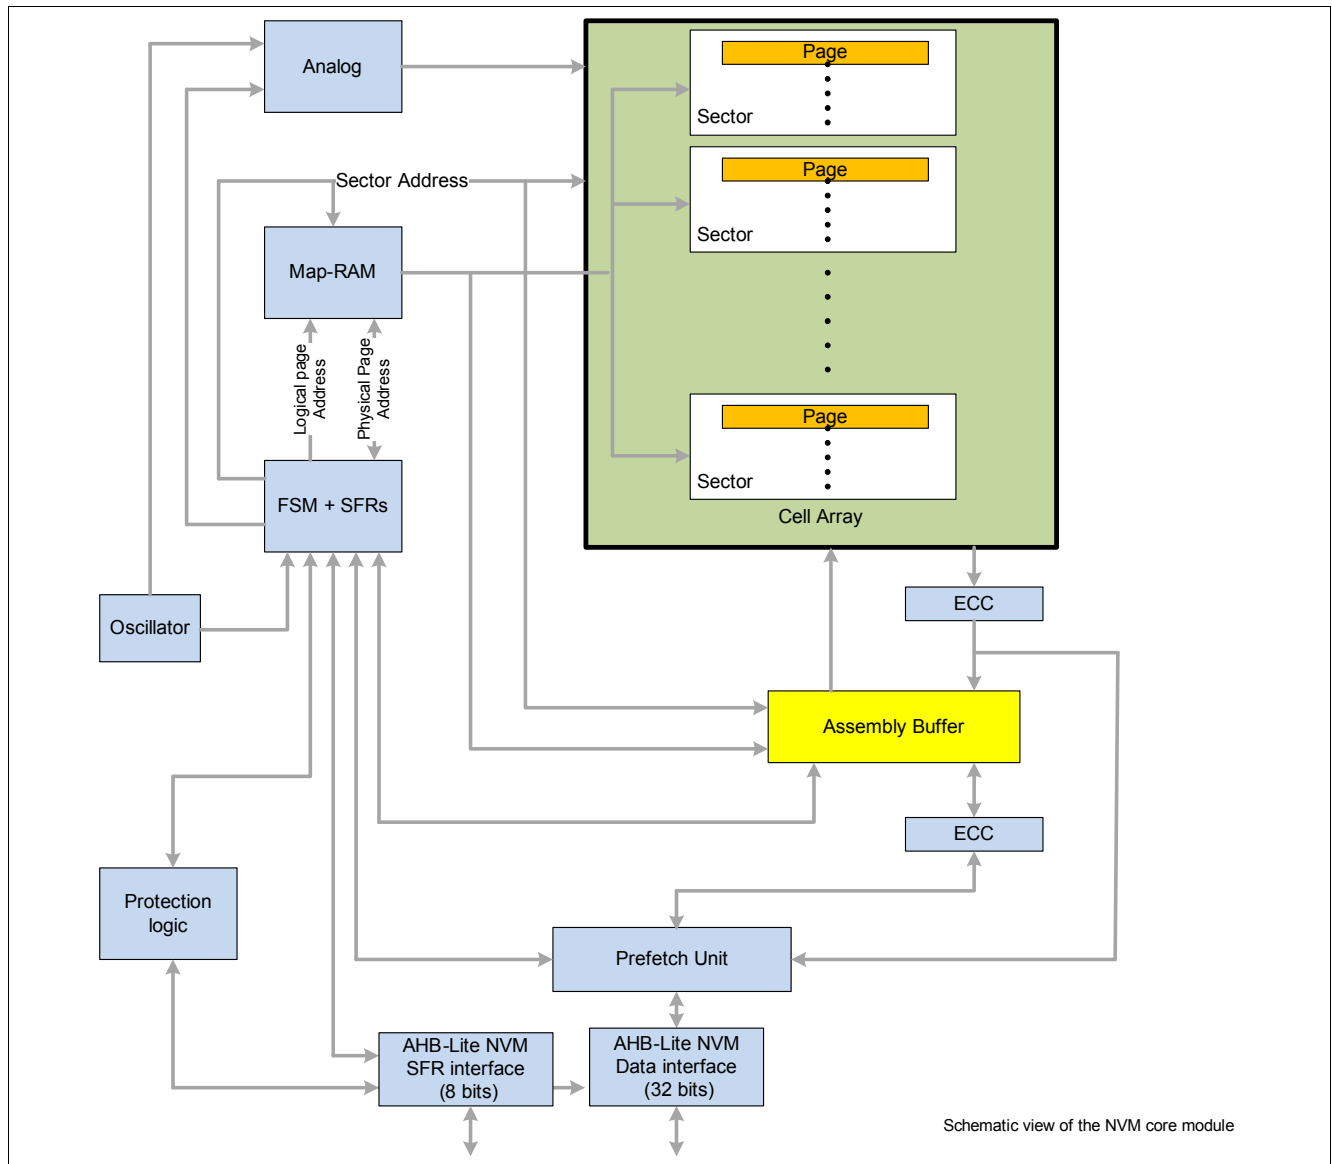 Analog
Page
Sector
Sector Address
Page
Sector
Map-RAM
Logical page
Address
Physical Page
Address
Page
Sector
FSM + SFRs
Cell Array
Oscillator
ECC
Assembly Buffer
ECC
Protection
logic
Prefetch Unit
AHB-Lite NVM
SFR interface
(8 bits)
AHB-Lite NVM
Data interface
(32 bits)
Schematic view of the NVM core module